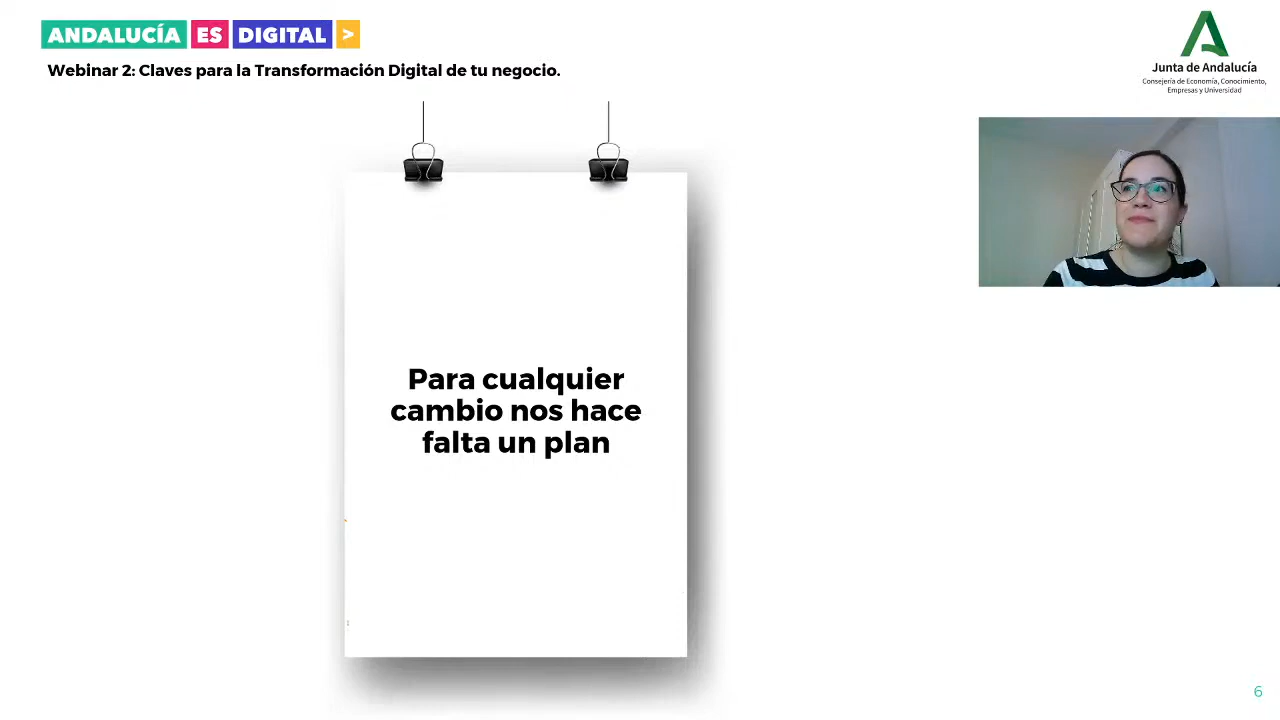 ANDALUCÍA ES DIGITAL >
Webinar 2: Claves para la Transformación Digital de tu negocio.
Junta de Andalucía
Consejería de Economía, Conocimiento,
Empresas y Universidad
Para cualquier
cambio nos hace
falta un plan
6